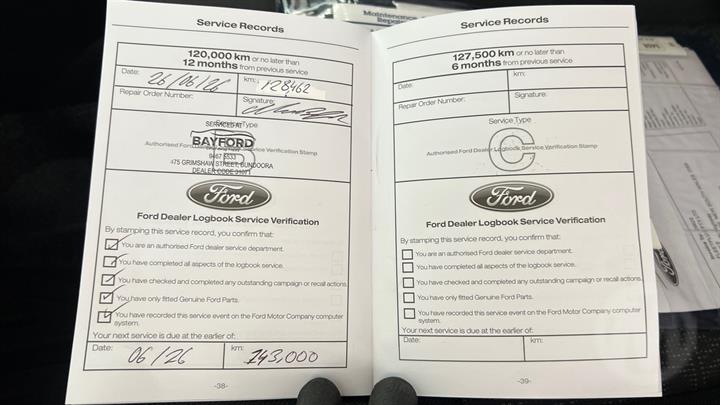 Maintenance
Service Records
120,000 km or no later than
12 months from previous service
Date: 26/06/26
km: 128,462
Repair Order Number:
Signature:
Service Type
SERVICED AT
BAYFORD
Authorised Ford Dealer Logbook Service Verification Stamp
B
9467 5533
475 GRIMSHAW STREET, BUNDOORA
DEALER CODE 31071
Ford
Ford Dealer Logbook Service Verification
By stamping this service record, you confirm that:
You are an authorised Ford dealer service department.
You have completed all aspects of the logbook service.
You have checked and completed any outstanding campaign or recall actions.
You have only fitted Genuine Ford Parts.
You have recorded this service event on the Ford Motor Company computer
system.
Your next service is due at the earlier of:
Date: 06/26
km: 143,000
-38-
Service Records
127,500 km or no later than
6 months from previous service
Date:
km:
Repair Order Number:
Signature:
Service Type
C
Authorised Ford Dealer Logbook Service Verification Stamp
Ford
Ford Dealer Logbook Service Verification
By stamping this service record, you confirm that:
You are an authorised Ford dealer service department.
You have completed all aspects of the logbook service.
You have checked and completed any outstanding campaign or recall actions
You have only fitted Genuine Ford Parts.
You have recorded this service event on the Ford Motor Company computer
system.
Your next service is due at the earlier of:
Date:
km:
-39-
Ford